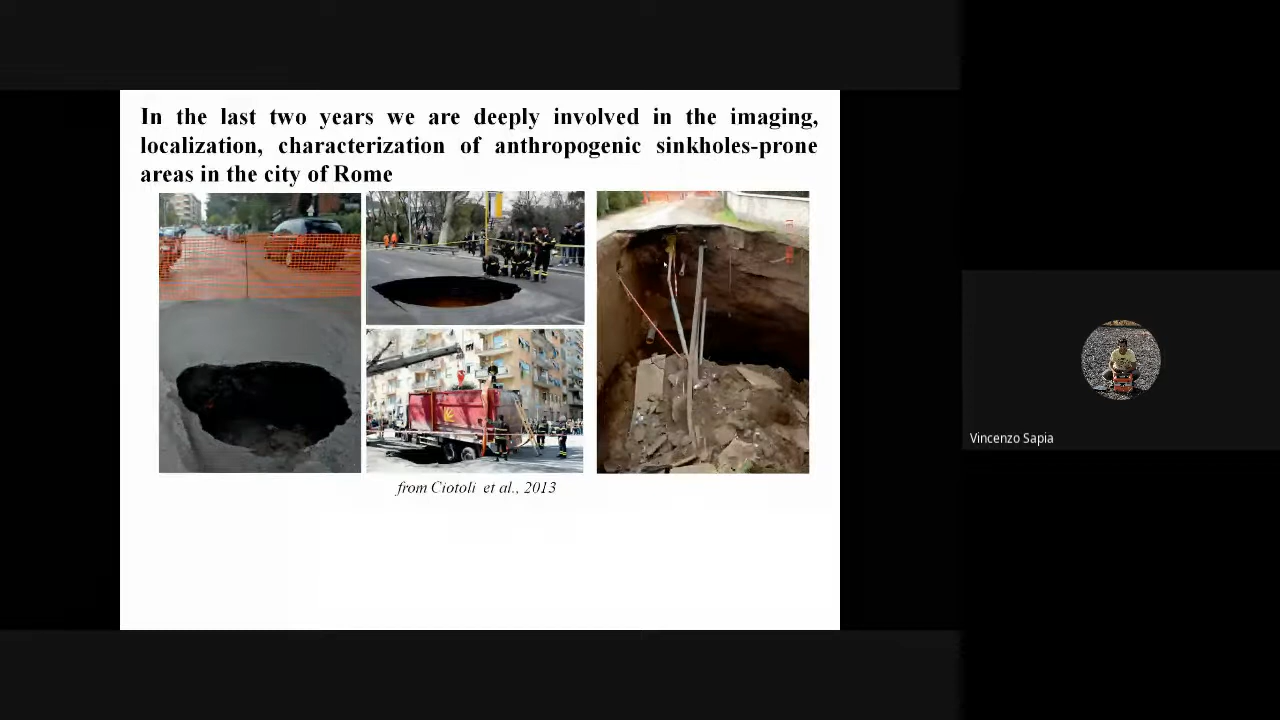 In the last two years we are deeply involved in the imaging,
localization, characterization of anthropogenic sinkholes-prone
areas in the city of Rome
from Ciotoli et al., 2013
Vincenzo Sapia